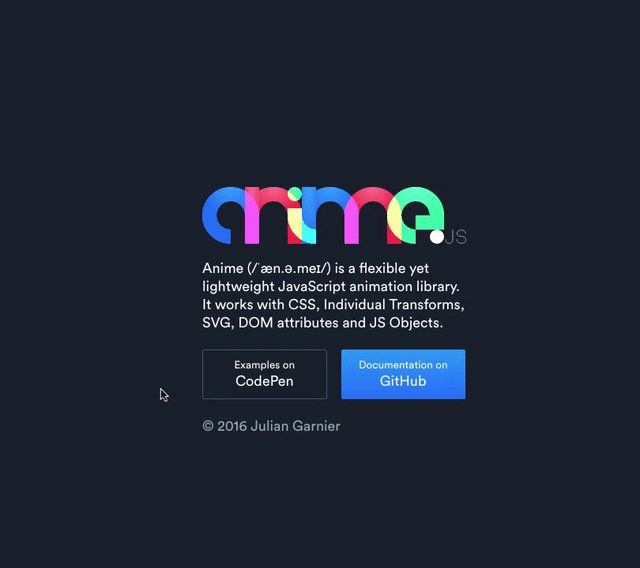 anime.JS
Anime (/ˈæn.ə.meɪ/) is a flexible yet
lightweight JavaScript animation library.
It works with CSS, Individual Transforms,
SVG, DOM attributes and JS Objects.
Examples on
CodePen
Documentation on
GitHub
© 2016 Julian Garnier